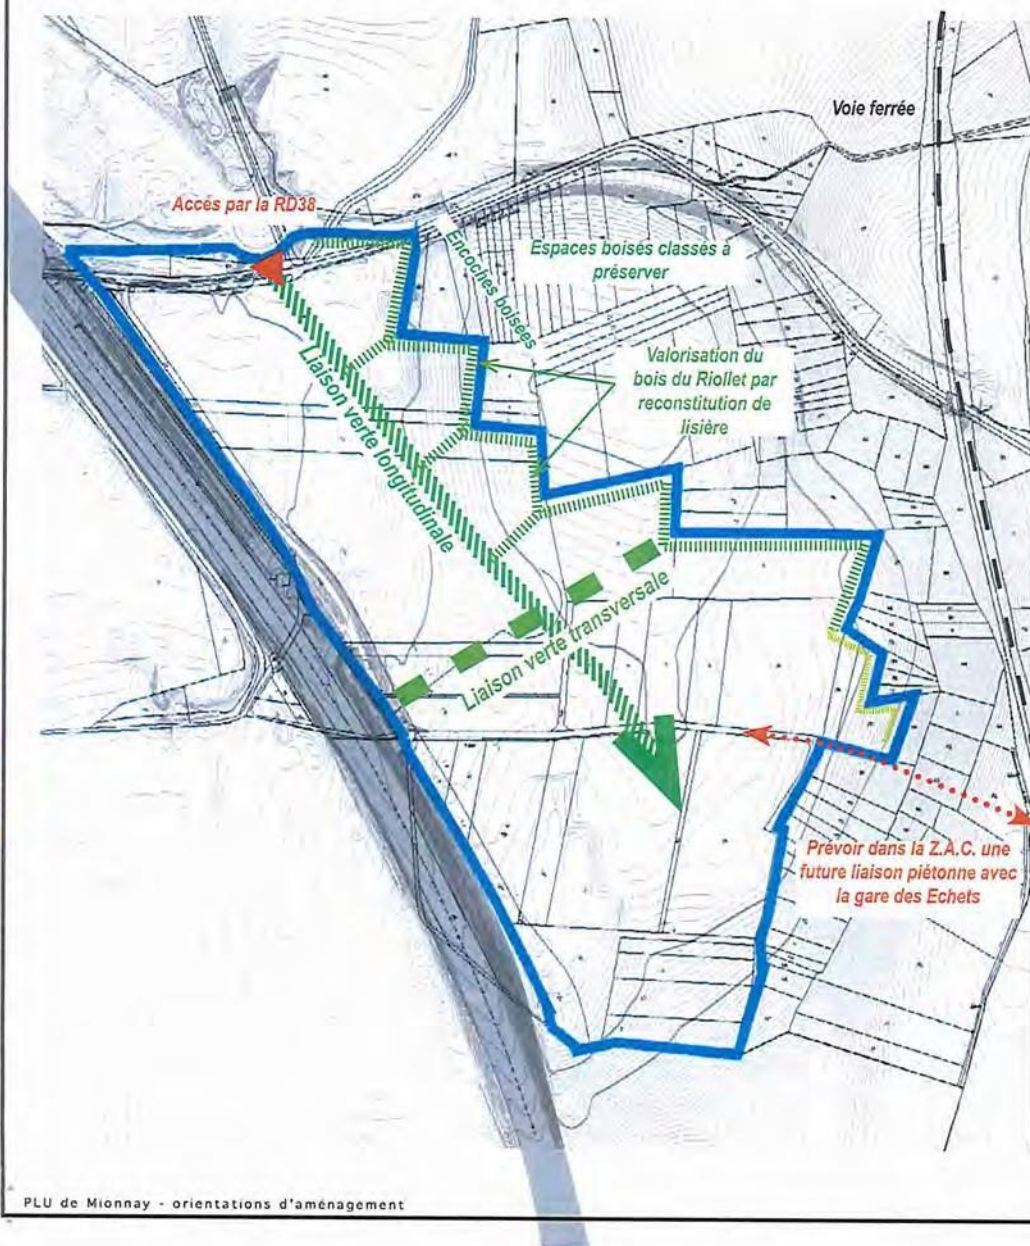 Voie ferrée
Accès par la RD38
Encoches boisées
Espaces boisés classés à
préserver
Valorisation du
bois du Riollet par
reconstitution de
lisière
Liaison verte longitudinale
Liaison verte transversale
Prévoir dans la Z.A.C. une
future liaison piétonne avec
la gare des Echets
PLU de Mionnay - orientations d'aménagement